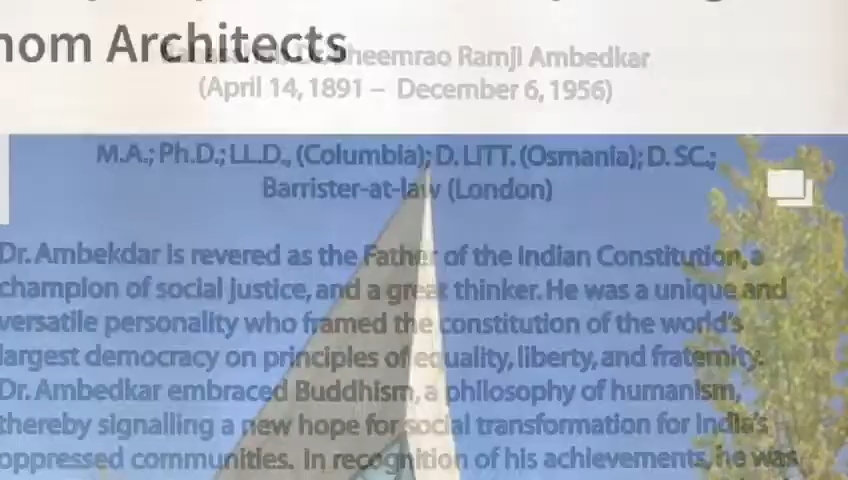 nom Architects
heemrao Ramji Ambedkar
(April 14, 1891 – December 6, 1956)
M.A.; Ph.D.; LL.D., (Columbia); D. LITT. (Osmania); D. SC.;
Barrister-at-law (London)
Dr. Ambekdar is revered as the Father of the Indian Constitution, a
champion of social justice, and a great thinker. He was a unique and
versatile personality who framed the constitution of the world's
largest democracy on principles of equality, liberty, and fraternity.
Dr. Ambedkar embraced Buddhism, a philosophy of humanism,
thereby signalling a new hope for social transformation for India's
oppressed communities. In recognition of his achievements, he was